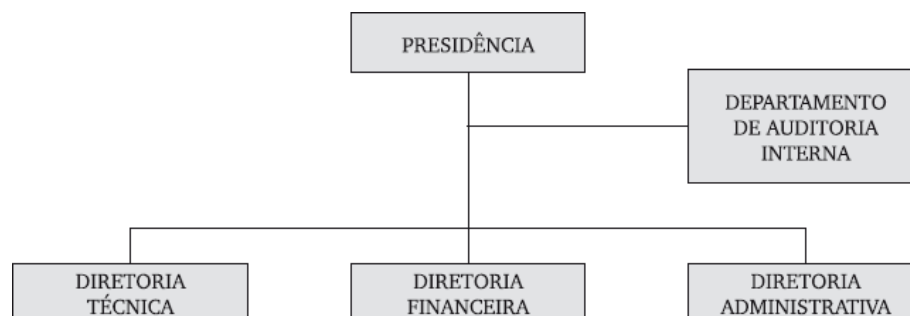 PRESIDÊNCIA
DEPARTAMENTO
DE AUDITORIA
INTERNA
DIRETORIA
TÉCNICA
DIRETORIA
FINANCEIRA
DIRETORIA
ADMINISTRATIVA